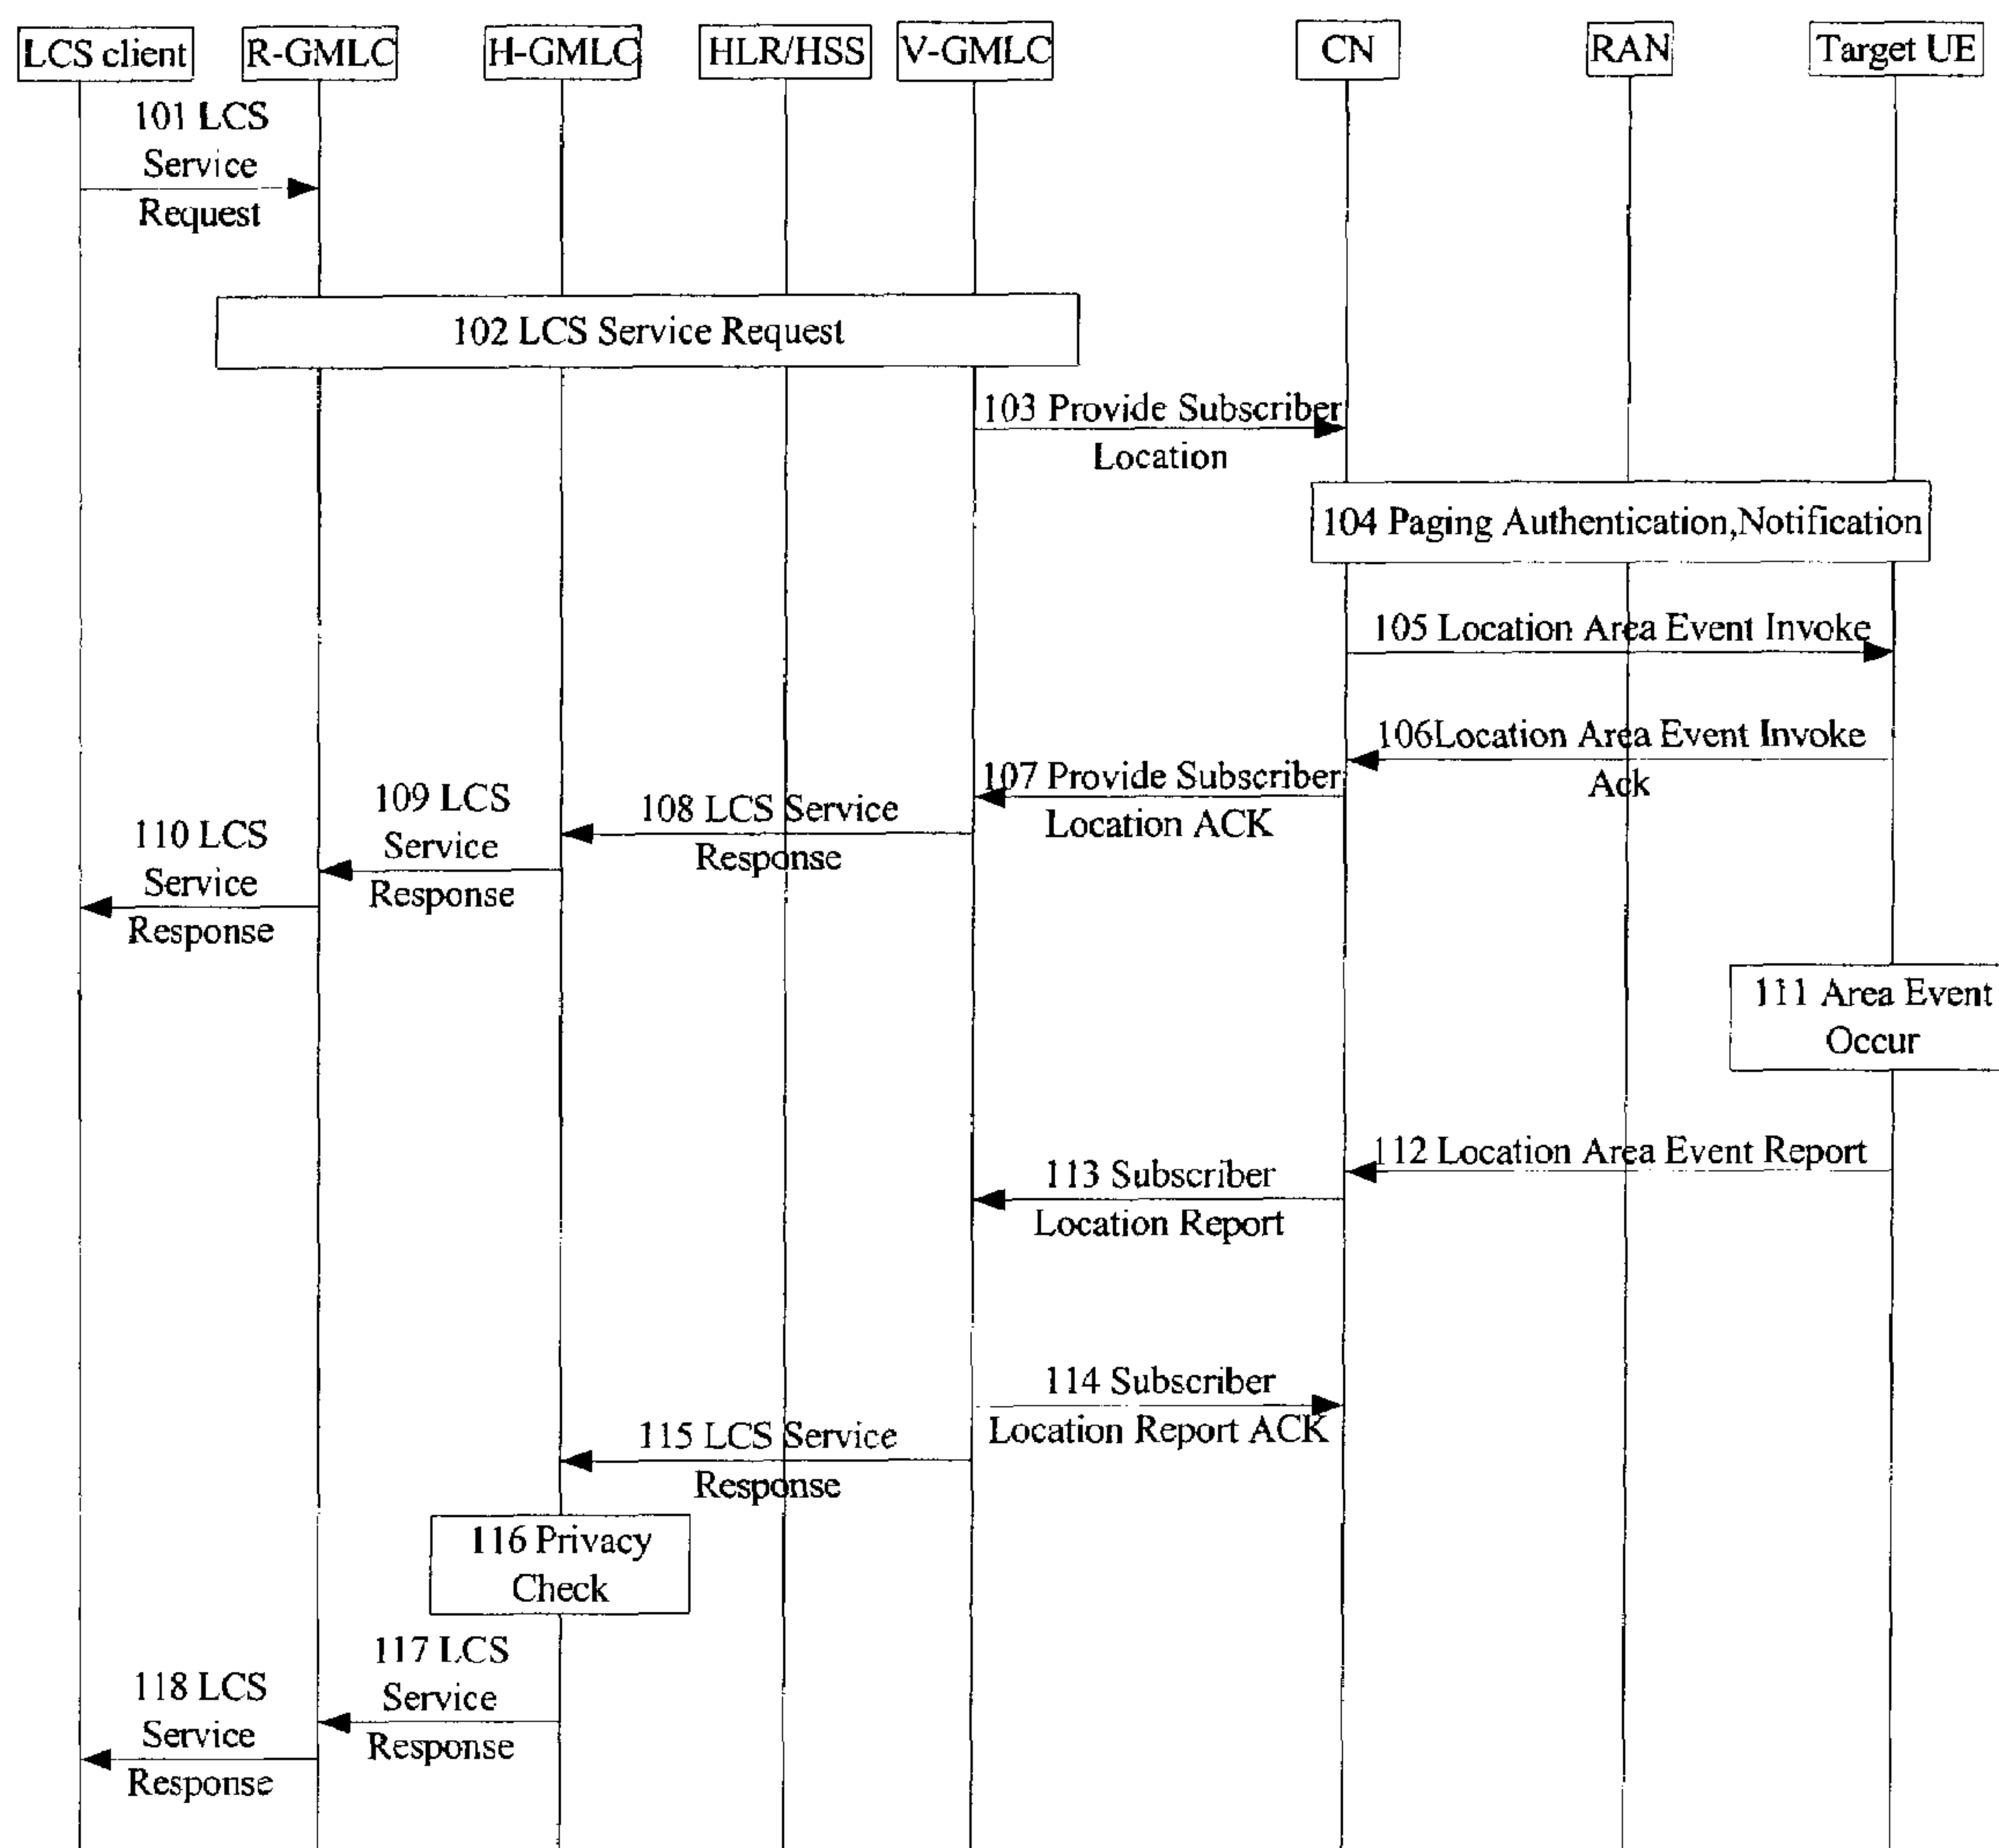 LCS client
R-GMLC
H-GMLC
HLR/HSS
V-GMLC
CN
RAN
Target UE
101 LCS
Service
Request
102 LCS Service Request
103 Provide Subscriber
Location
104 Paging Authentication,Notification
105 Location Area Event Invoke
106Location Area Event Invoke
Ack
107 Provide Subscriber
Location ACK
108 LCS Service
Response
109 LCS
Service
Response
110 LCS
Service
Response
111 Area Event
Occur
112 Location Area Event Report
113 Subscriber
Location Report
114 Subscriber
Location Report ACK
115 LCS Service
Response
116 Privacy
Check
117 LCS
Service
Response
118 LCS
Service
Response